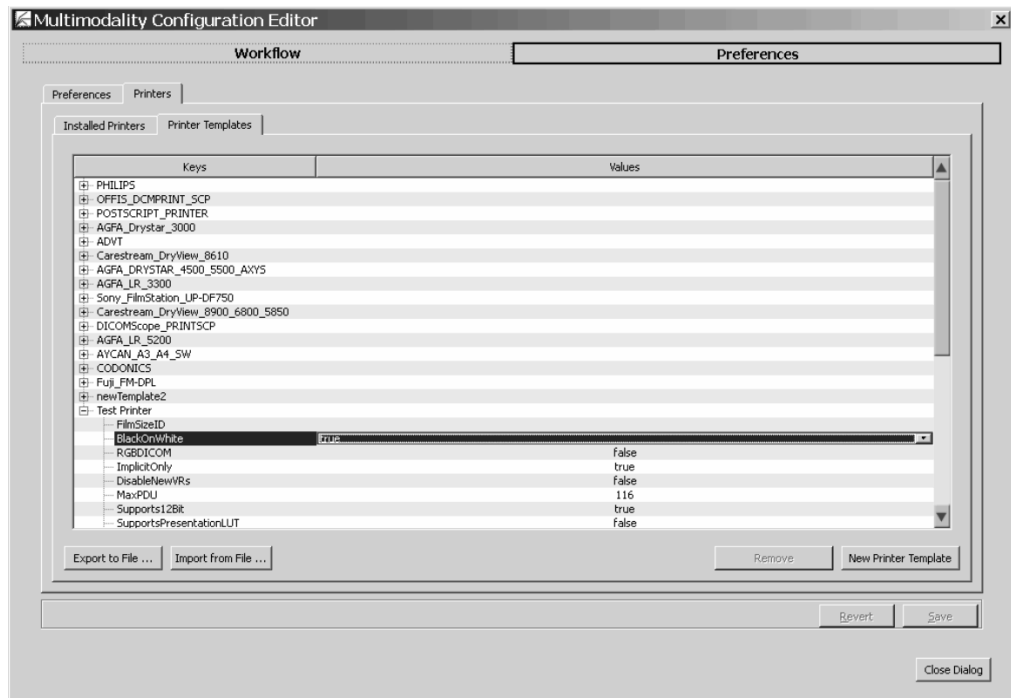 Multimodality Configuration Editor
Workflow Preferences
Preferences Printers
Installed Printers Printer Templates
Keys Values
PHILIPS
OFFIS_DCMPRINT_SCP
POSTSCRIPT_PRINTER
AGFA_Drystar_3000
ADVT
Carestream_DryView_8610
AGFA_DRYSTAR_4500_5500_AXYS
AGFA_LR_3300
Sony_FilmStation_UP-DF750
Carestream_DryView_8900_6800_5850
DICOMScope_PRINTSCP
AGFA_LR_5200
AYCAN_A3_A4_SW
CODONICS
Fuji_FM-DPL
newTemplate2
Test Printer
FilmSizeID
BlackOnWhite true
RGBDICOM false
ImplicitOnly true
DisableNewVRs false
MaxPDU 116
Supports12Bit true
SupportsPresentationLUT false
Export to File ... Import from File ... Remove New Printer Template
Revert Save
Close Dialog